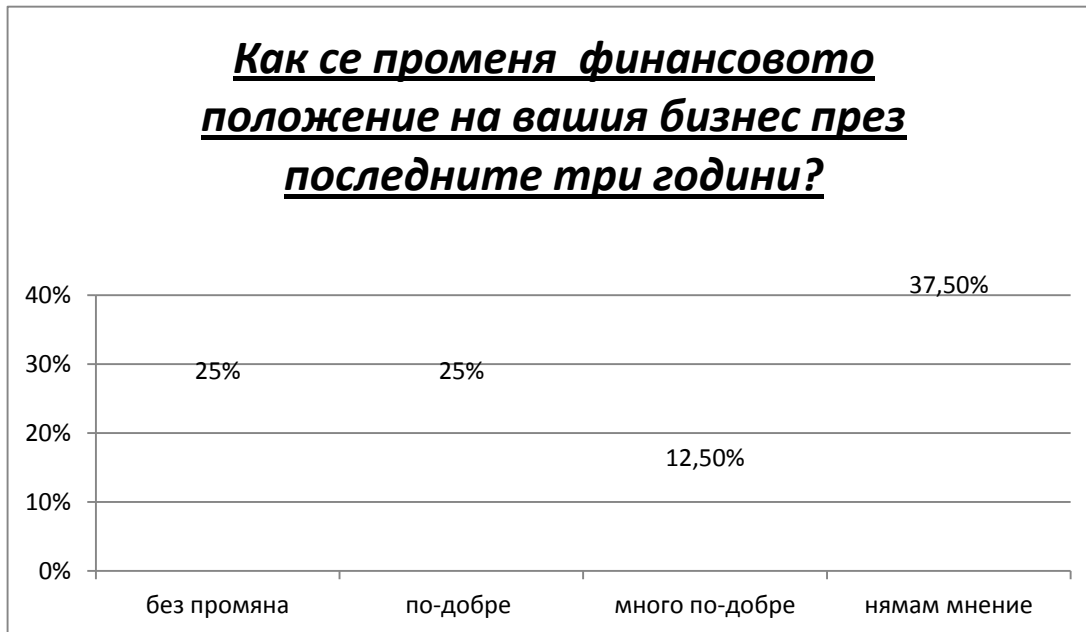 Как се променя  финансовото
положение на вашия бизнес през
последните три години?
37,50%
40%
30%
25%
25%
20%
12,50%
10%
0%
без промяна
по-добре
много по-добре
нямам мнение